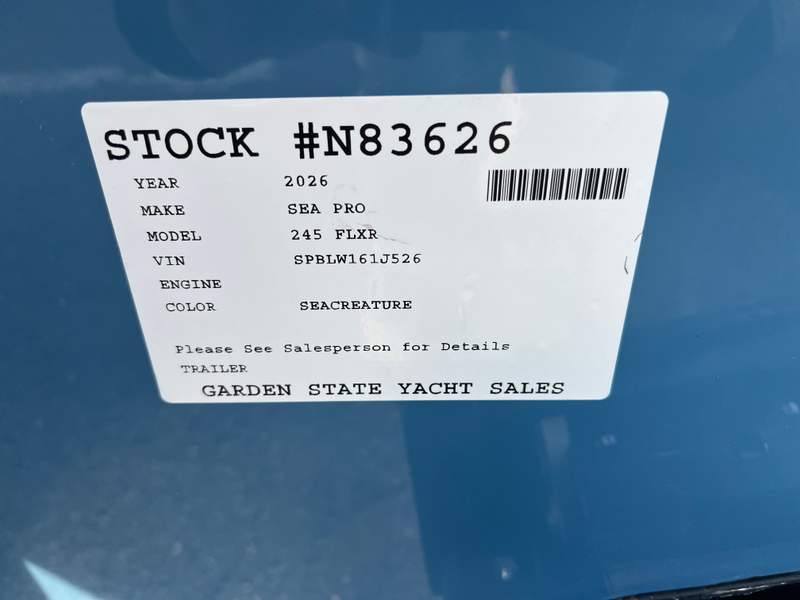 STOCK #N83626
YEAR 2026
MAKE SEA PRO
MODEL 245 FLXR
VIN SPBLW161J526
ENGINE
COLOR SEACREATURE
Please See Salesperson for Details
TRAILER
GARDEN STATE YACHT SALES